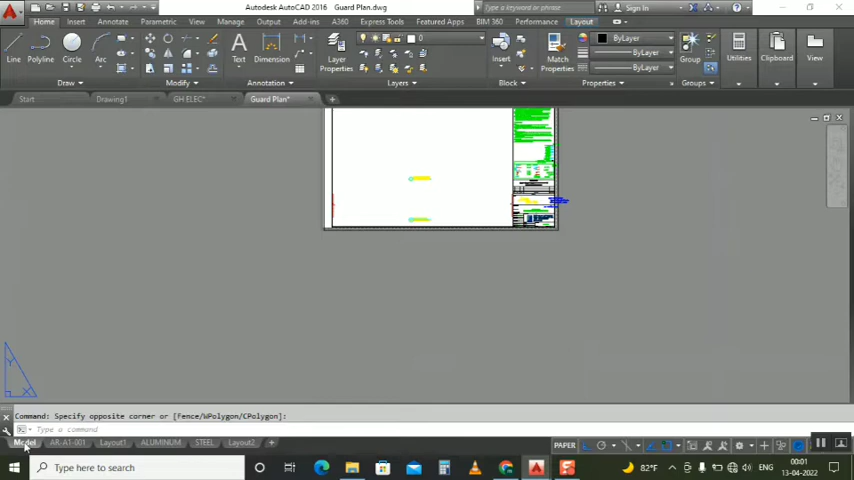 Autodesk AutoCAD 2016 Guard Plan.dwg
Type a keyword or phrase
Sign In
Home Insert Annotate Parametric View Manage Output Add-ins A360 Express Tools Featured Apps BIM 360 Performance Layout
Line Polyline Circle Arc
Text Dimension
Layer Properties
0
Insert
Match Properties
ByLayer
ByLayer
ByLayer
Group
Utilities Clipboard View
Draw Modify Annotation Layers Block Properties Groups
Start Drawing1 GH ELEC* Guard Plan*
Y
X
Command: Specify opposite corner or [Fence/WPolygon/CPolygon]:
Type a command
Model AR-A1-001 Layout1 ALUMINUM STEEL Layout2 +
PAPER
Type here to search
82°F
ENG
00:01
13-04-2022